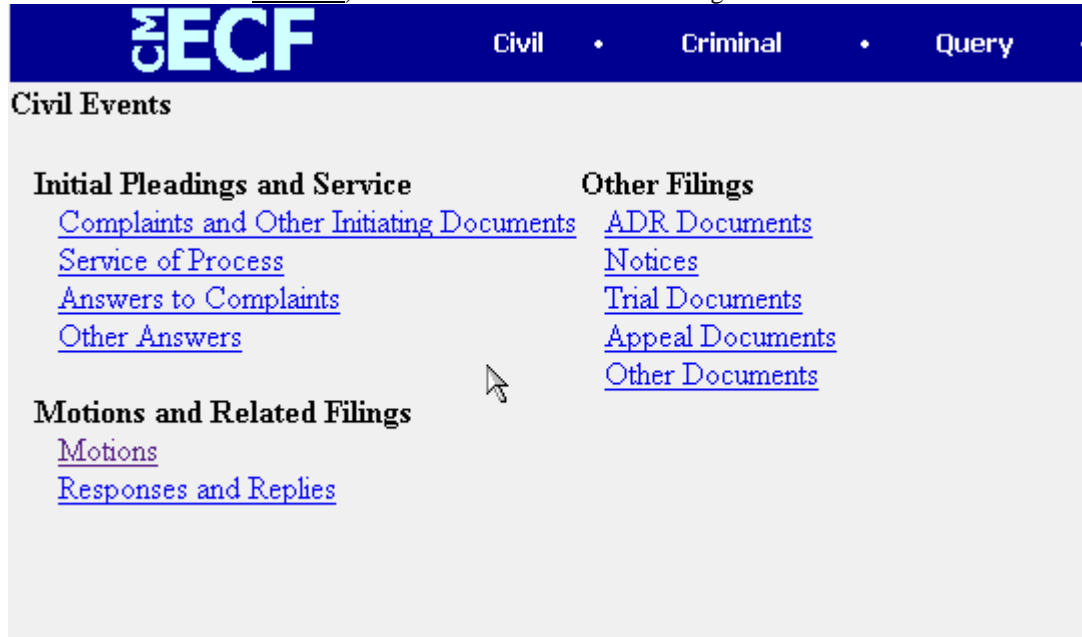 CM ECF Civil • Criminal • Query
Civil Events
Initial Pleadings and Service
Complaints and Other Initiating Documents
Service of Process
Answers to Complaints
Other Answers
Motions and Related Filings
Motions
Responses and Replies
Other Filings
ADR Documents
Notices
Trial Documents
Appeal Documents
Other Documents